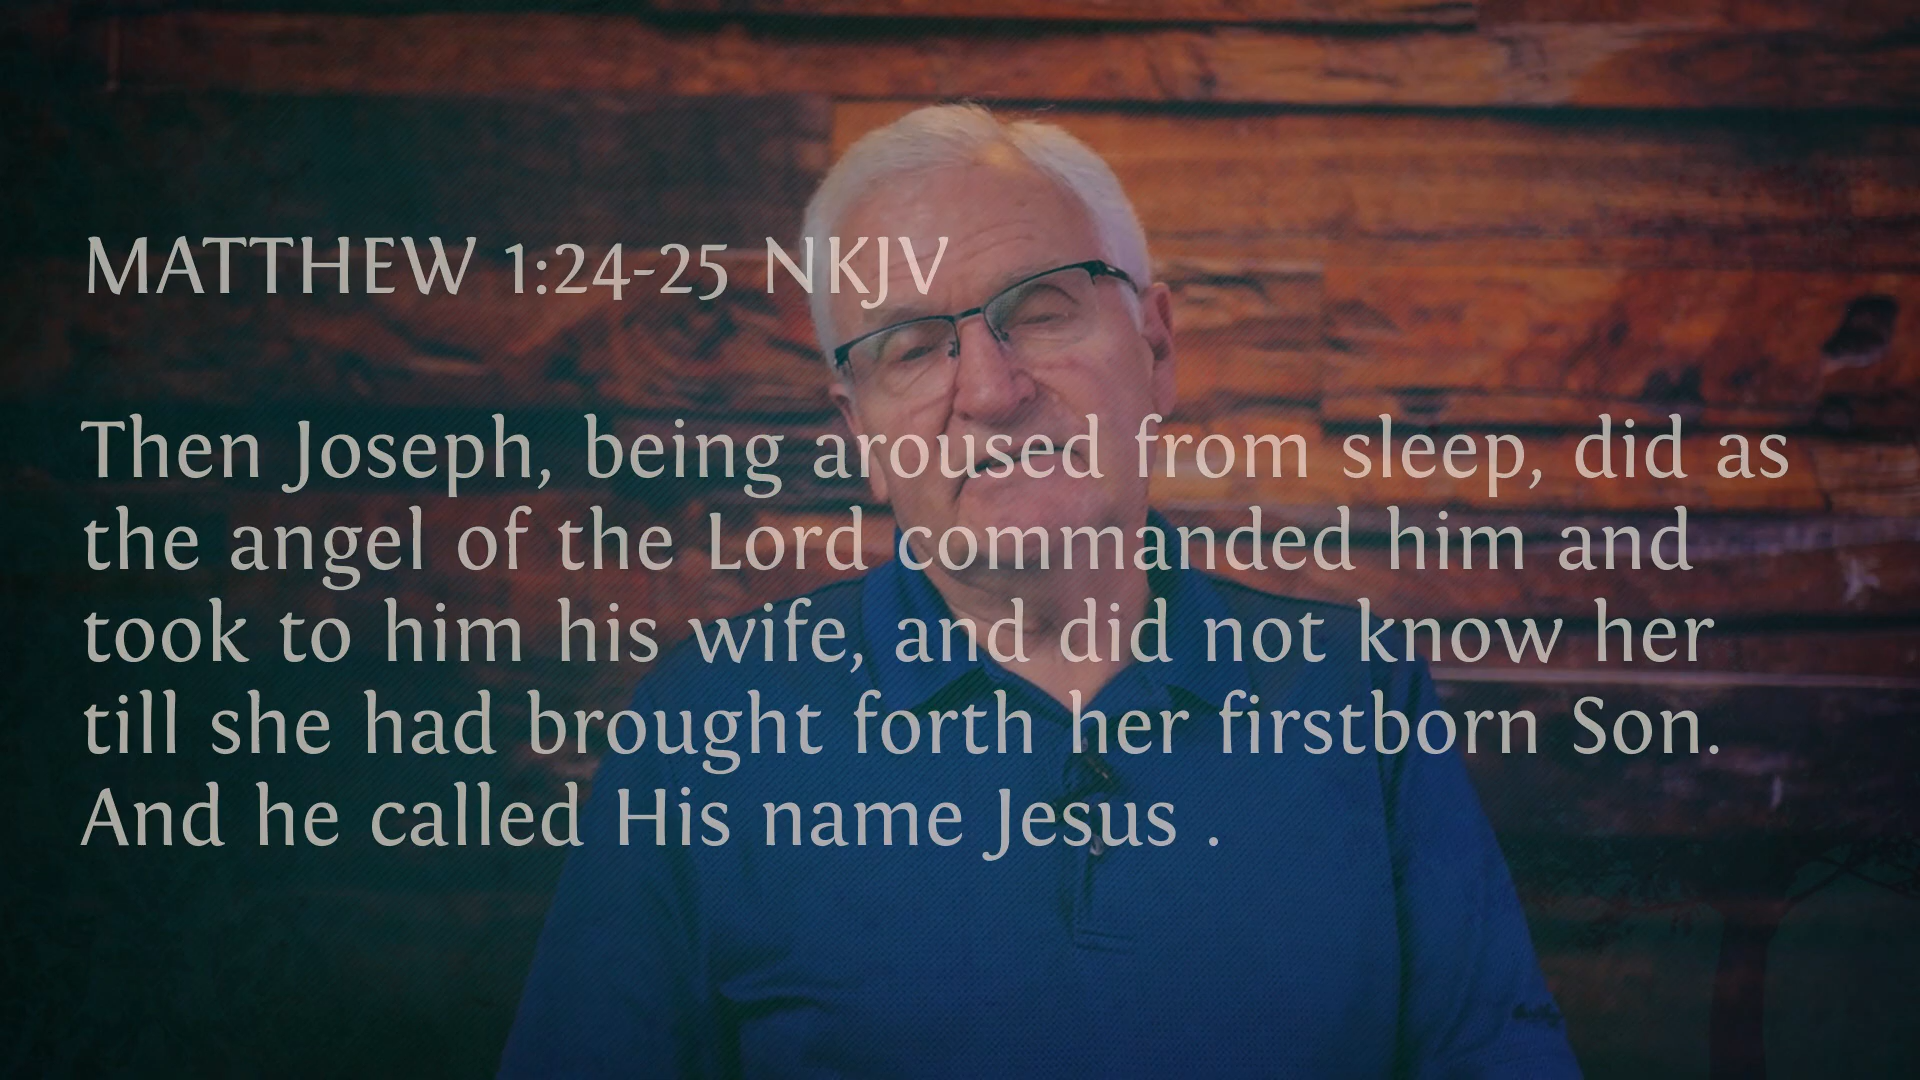 MATTHEW 1:24-25 NKJV
Then Joseph, being aroused from sleep, did as
the angel of the Lord commanded him and
took to him his wife, and did not know her
till she had brought forth her firstborn Son.
And he called His name Jesus .